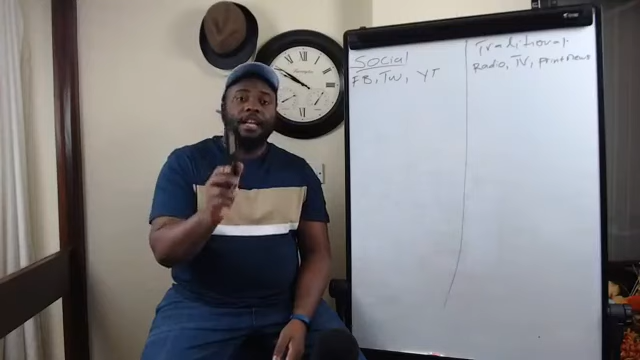 Social
FB, TW, YT
Traditional
Radio, TV, Print News